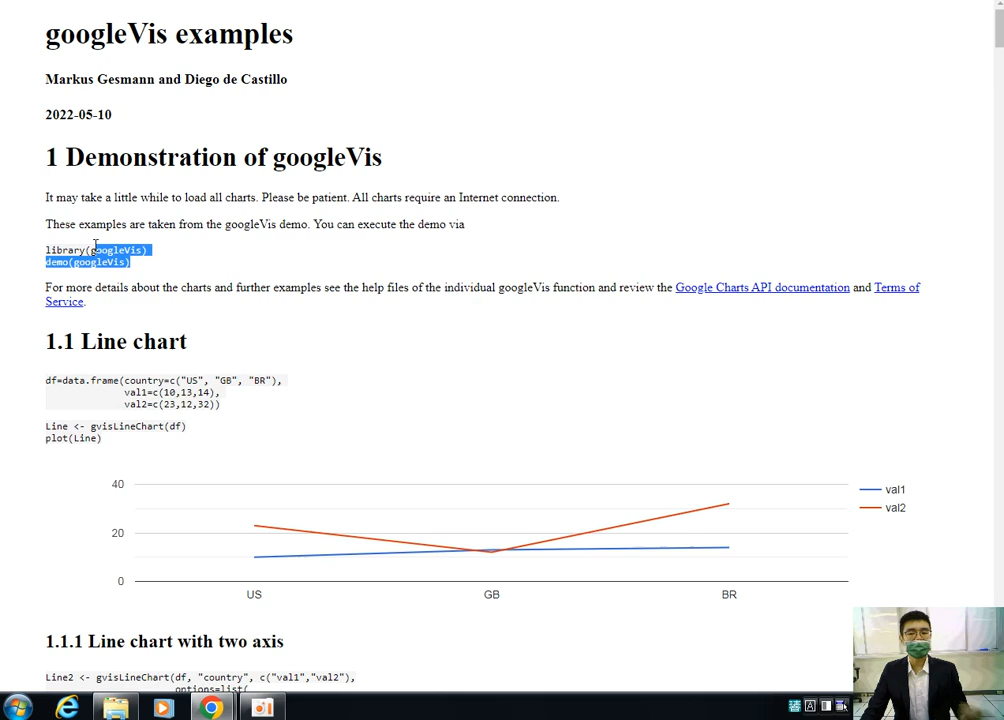 googleVis examples
Markus Gesmann and Diego de Castillo
2022-05-10
1 Demonstration of googleVis
It may take a little while to load all charts. Please be patient. All charts require an Internet connection.
These examples are taken from the googleVis demo. You can execute the demo via
library(googleVis)
demo(googleVis)
For more details about the charts and further examples see the help files of the individual googleVis function and review the Google Charts API documentation and Terms of
Service.
1.1 Line chart
df=data.frame(country=c("US", "GB", "BR"),
val1=c(10,13,14),
val2=c(23,12,32))
Line <- gvisLineChart(df)
plot(Line)
40
20
0
US
GB
BR
val1
val2
1.1.1 Line chart with two axis
Line2 <- gvisLineChart(df, "country", c("val1","val2"),
options=list(
A